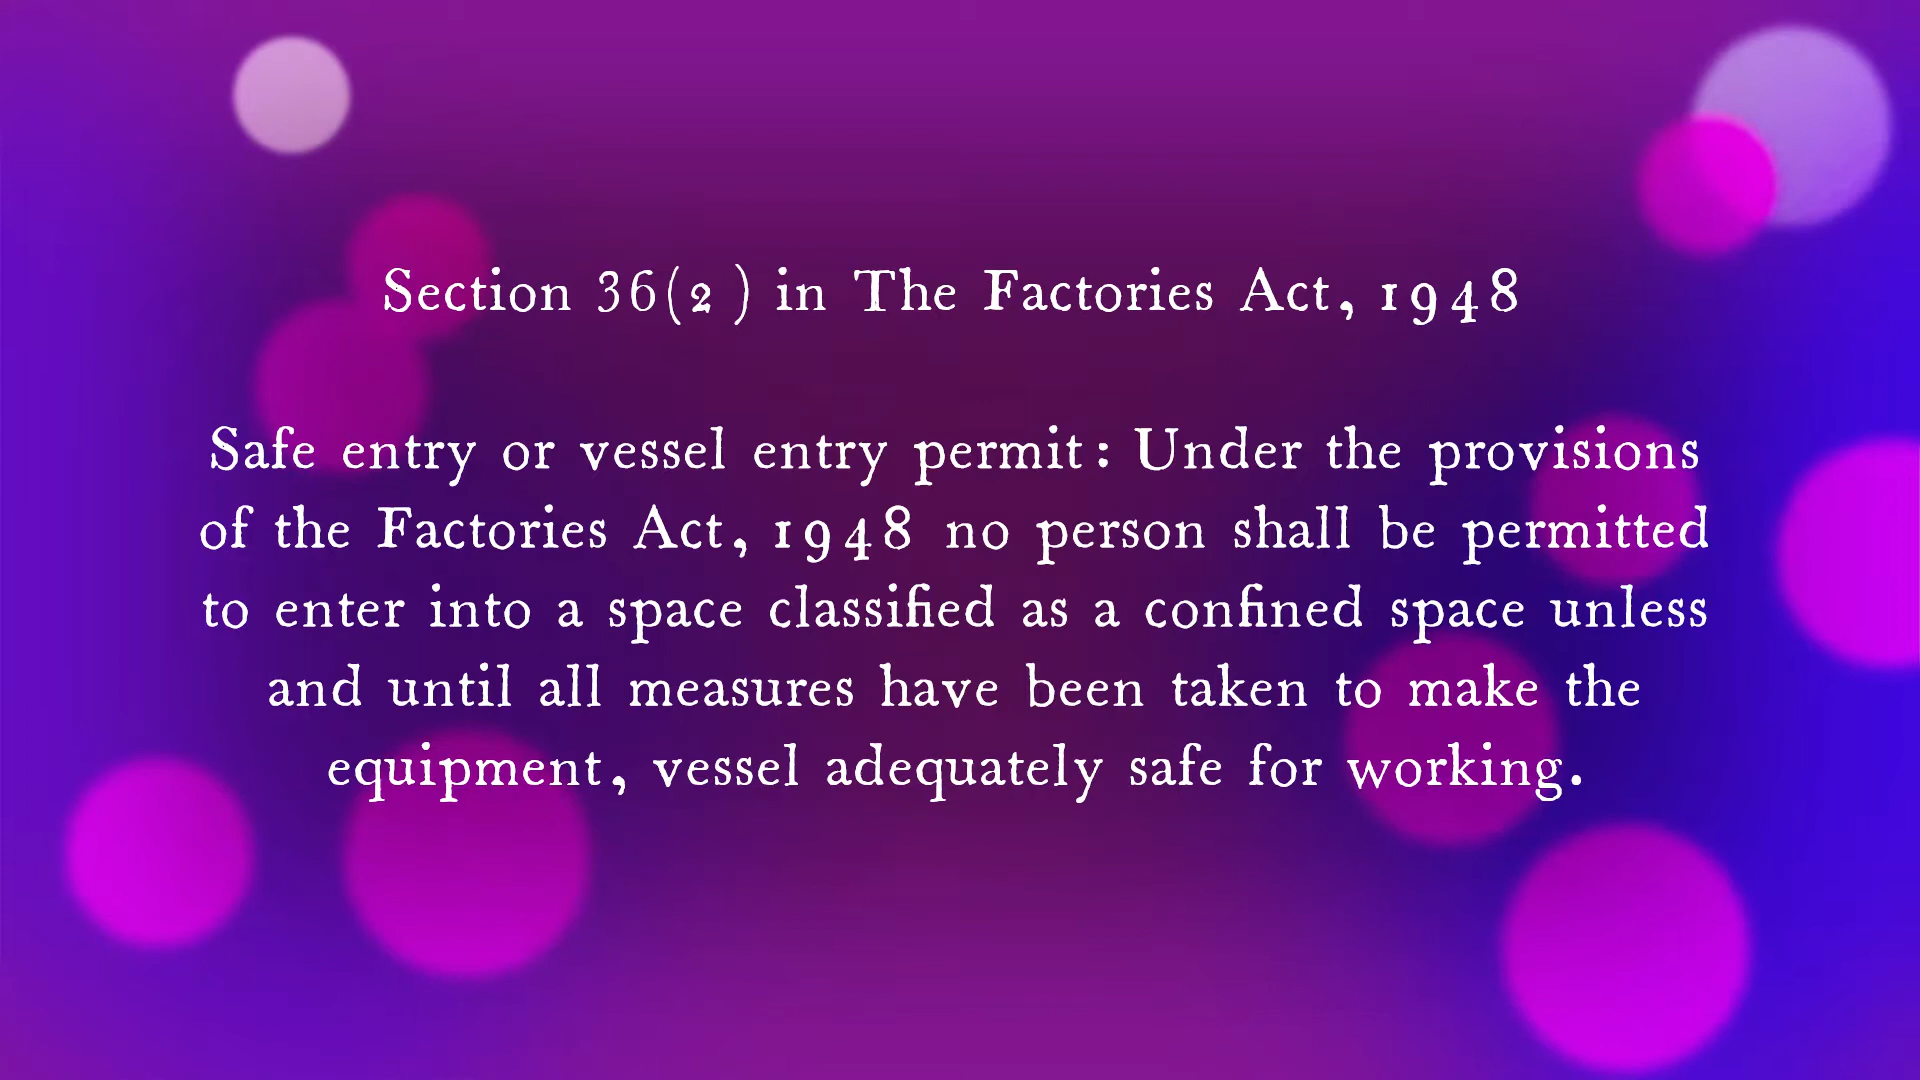 Section 36(2 ) in The Factories Act, 1948
Safe entry or vessel entry permit: Under the provisions
of the Factories Act, 1948 no person shall be permitted
to enter into a space classified as a confined space unless
and until all measures have been taken to make the
equipment, vessel adequately safe for working.